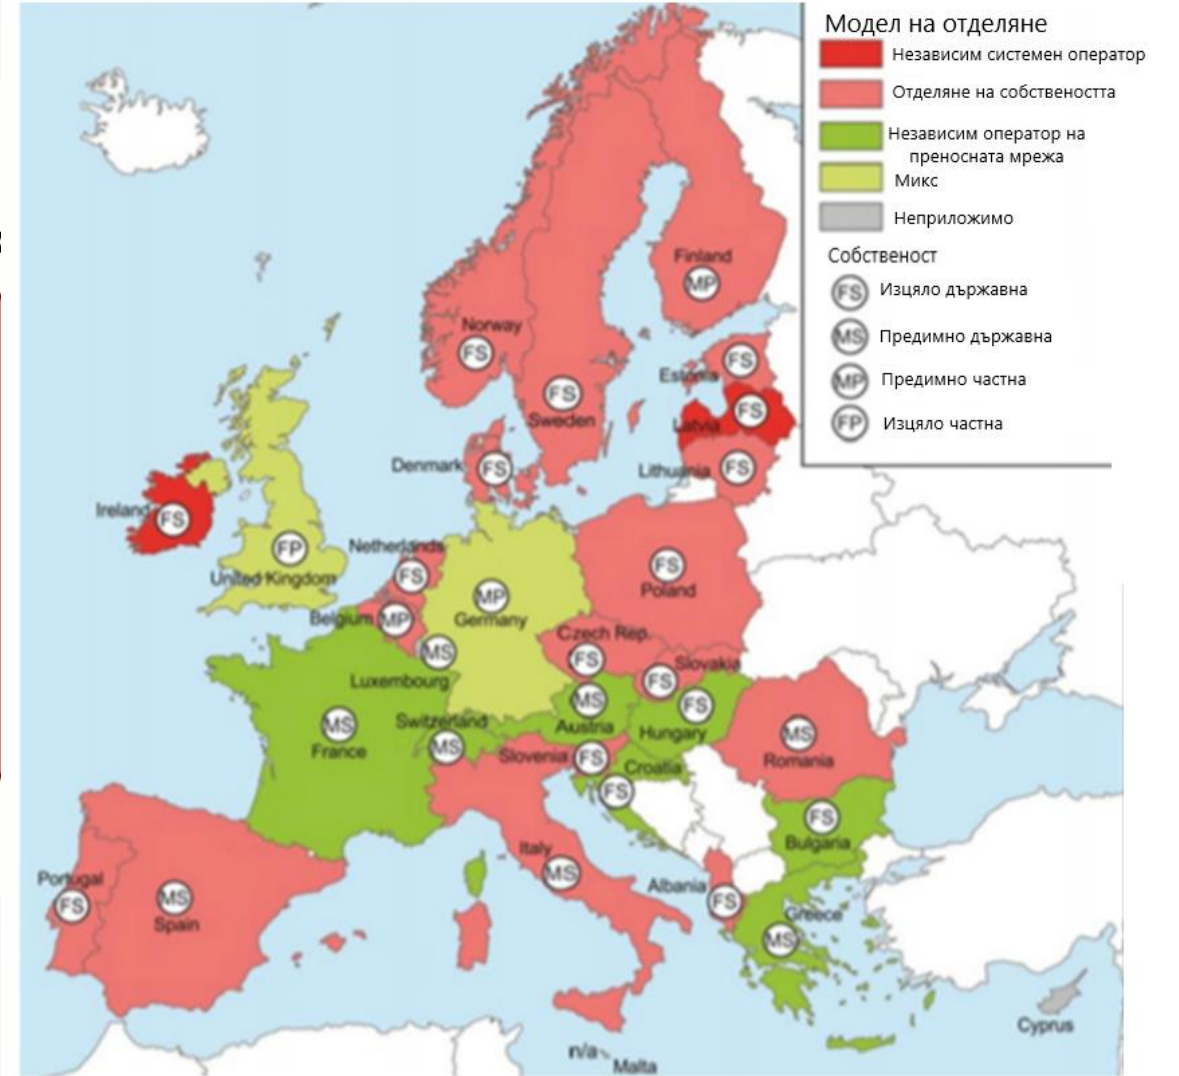 Модел на отделяне
Независим системен оператор
Отделяне на собствеността
Независим оператор на
преносната мрежа
Микс
Неприложимо
Собственост
FS Изцяло държавна
MS Предимно държавна
MP Предимно частна
FP Изцяло частна
Finland
MP
Norway
FS
FS
Sweden
Estonia
FS
Latvia
FS
Lithuania
FS
Denmark
FS
Ireland
FS
FP
United Kingdom
Netherlands
FS
Belgium
MP
MP
Germany
FS
Poland
MS
Luxembourg
Czech Rep.
FS
Slovakia
FS
MS
Austria
FS
Hungary
MS
France
Switzerland
MS
Slovenia
FS
Croatia
FS
MS
Romania
FS
Bulgaria
Italy
MS
Albania
FS
Greece
MS
Portugal
FS
MS
Spain
Cyprus
n/a
Malta